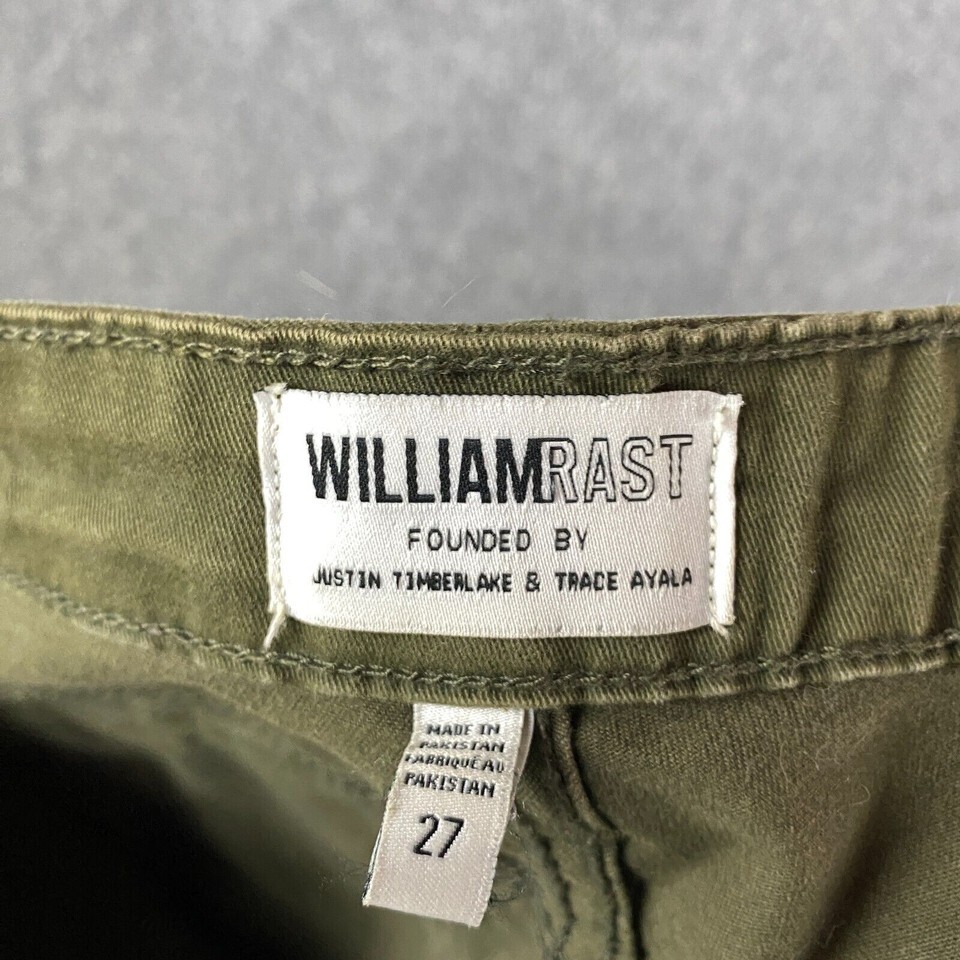 WILLIAMRAST
FOUNDED BY
JUSTIN TIMBERLAKE & TRACE AYALA
MADE IN
PAKISTAN
FABRIQUÉ AU
PAKISTAN
27